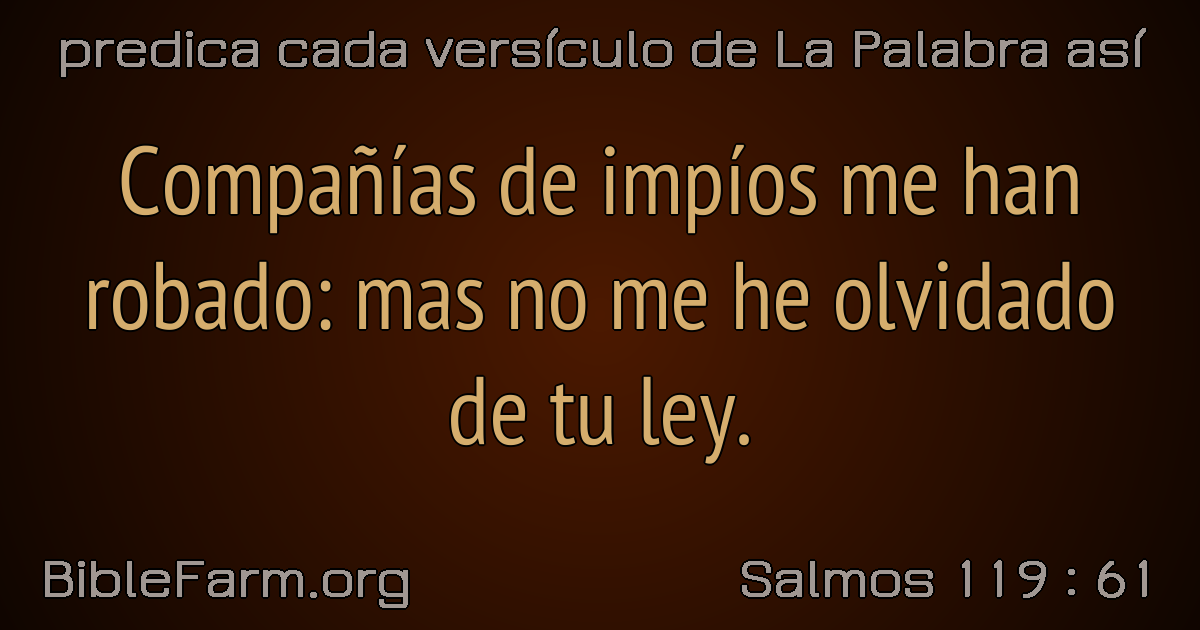 predica cada versículo de La Palabra así
Compañías de impíos me han
robado: mas no me he olvidado
de tu ley.
BibleFarm.org
Salmos 119 : 61